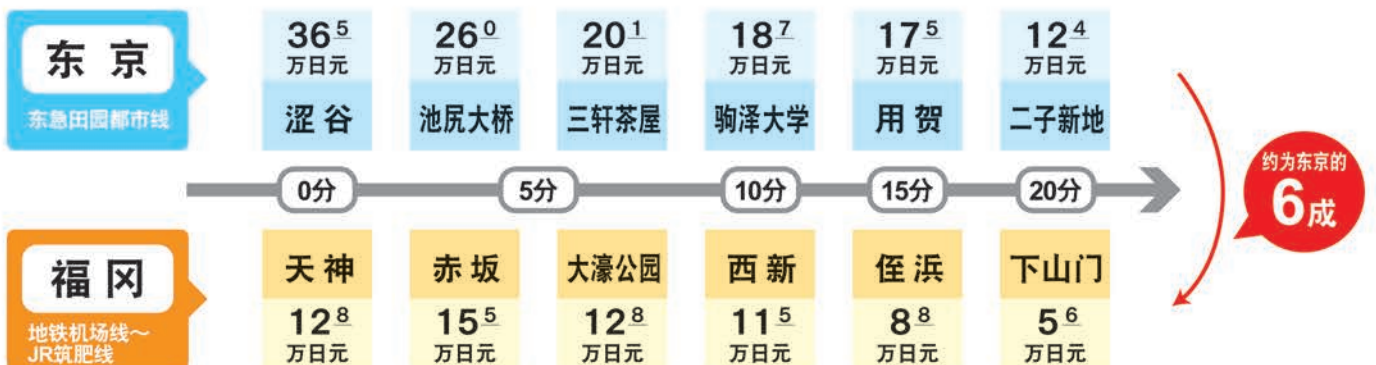 东京
东急田园都市线
36.5 26.0 20.1 18.7 17.5 12.4
万日元 万日元 万日元 万日元 万日元 万日元
涩谷 池尻大桥 三轩茶屋 驹泽大学 用贺 二子新地
0分 5分 10分 15分 20分
约为东京的
6成
福冈
地铁机场线～
JR筑肥线
天神 赤坂 大濠公园 西新 侄浜 下山门
12.8 15.5 12.8 11.5 8.8 5.6
万日元 万日元 万日元 万日元 万日元 万日元